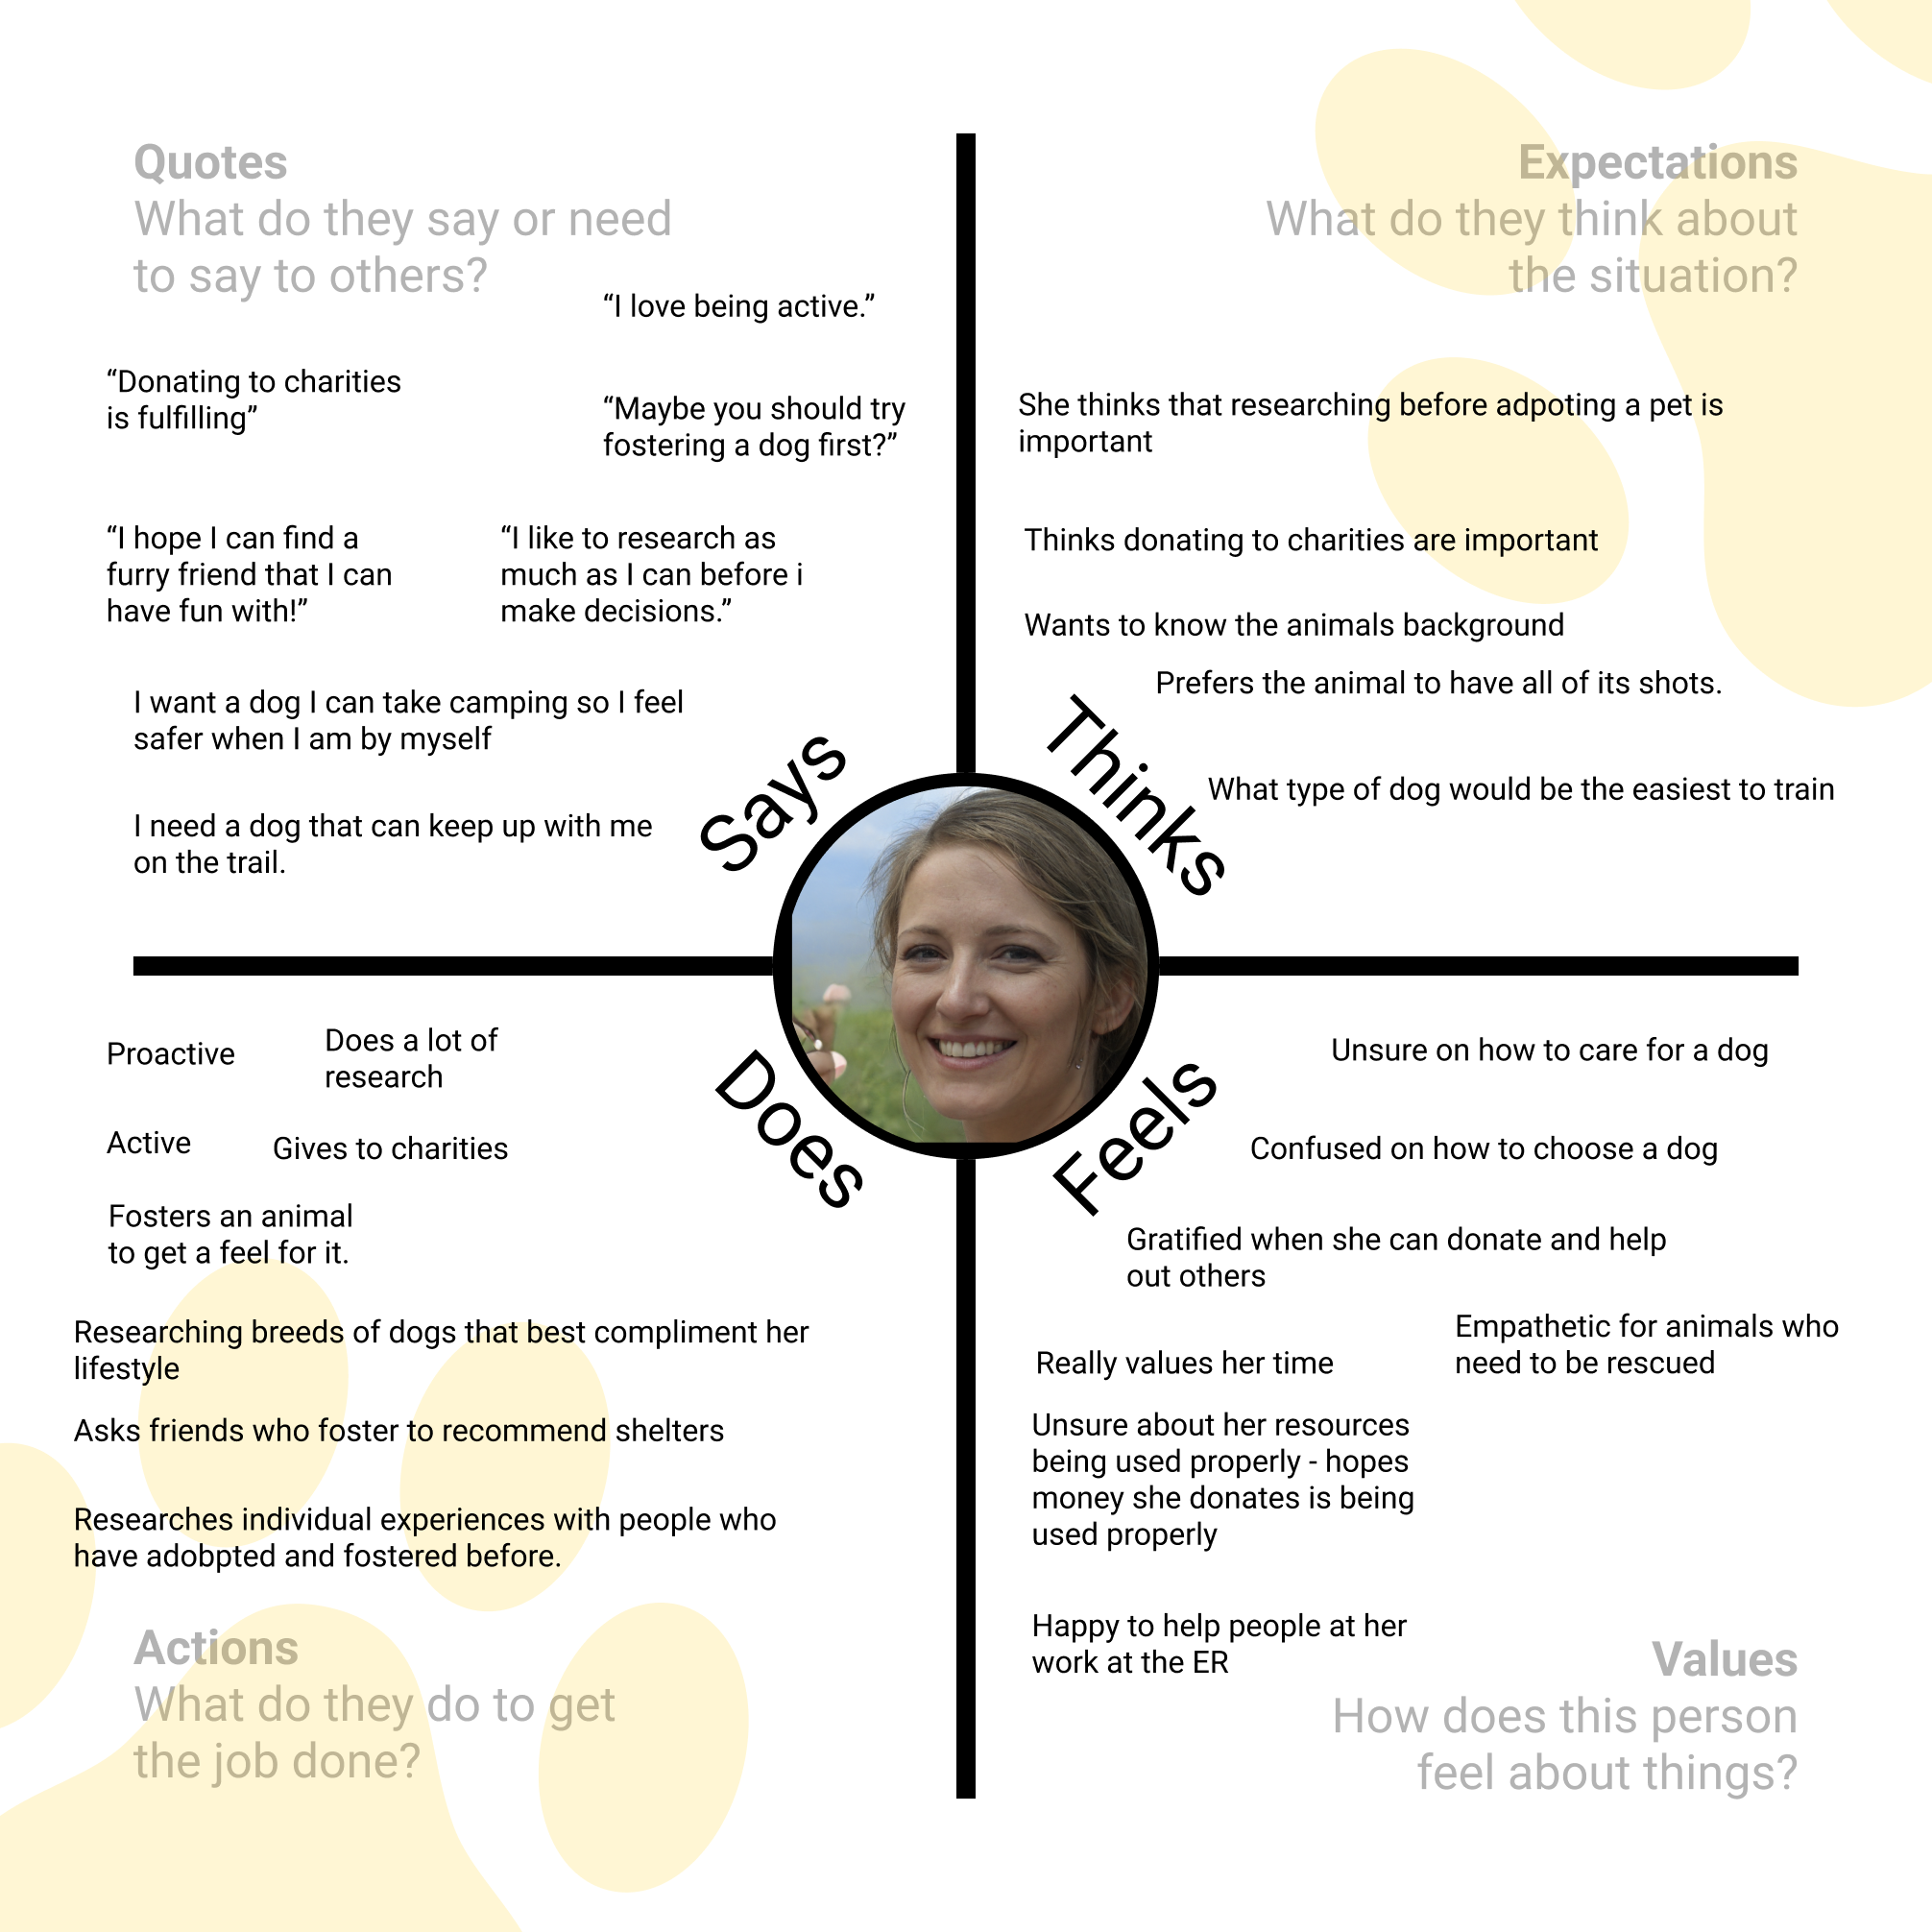 Quotes
What do they say or need
to say to others?
“I love being active.”
“Donating to charities
is fulfilling”
“Maybe you should try
fostering a dog first?”
“I hope I can find a
furry friend that I can
have fun with!”
“I like to research as
much as I can before i
make decisions.”
I want a dog I can take camping so I feel
safer when I am by myself
I need a dog that can keep up with me
on the trail.
Says
Expectations
What do they think about
the situation?
She thinks that researching before adpoting a pet is
important
Thinks donating to charities are important
Wants to know the animals background
Prefers the animal to have all of its shots.
What type of dog would be the easiest to train
Thinks
Proactive
Does a lot of
research
Active
Gives to charities
Fosters an animal
to get a feel for it.
Researching breeds of dogs that best compliment her
lifestyle
Asks friends who foster to recommend shelters
Researches individual experiences with people who
have adobpted and fostered before.
Does
Actions
What do they do to get
the job done?
Feels
Unsure on how to care for a dog
Confused on how to choose a dog
Gratified when she can donate and help
out others
Empathetic for animals who
need to be rescued
Really values her time
Unsure about her resources
being used properly - hopes
money she donates is being
used properly
Happy to help people at her
work at the ER
Values
How does this person
feel about things?